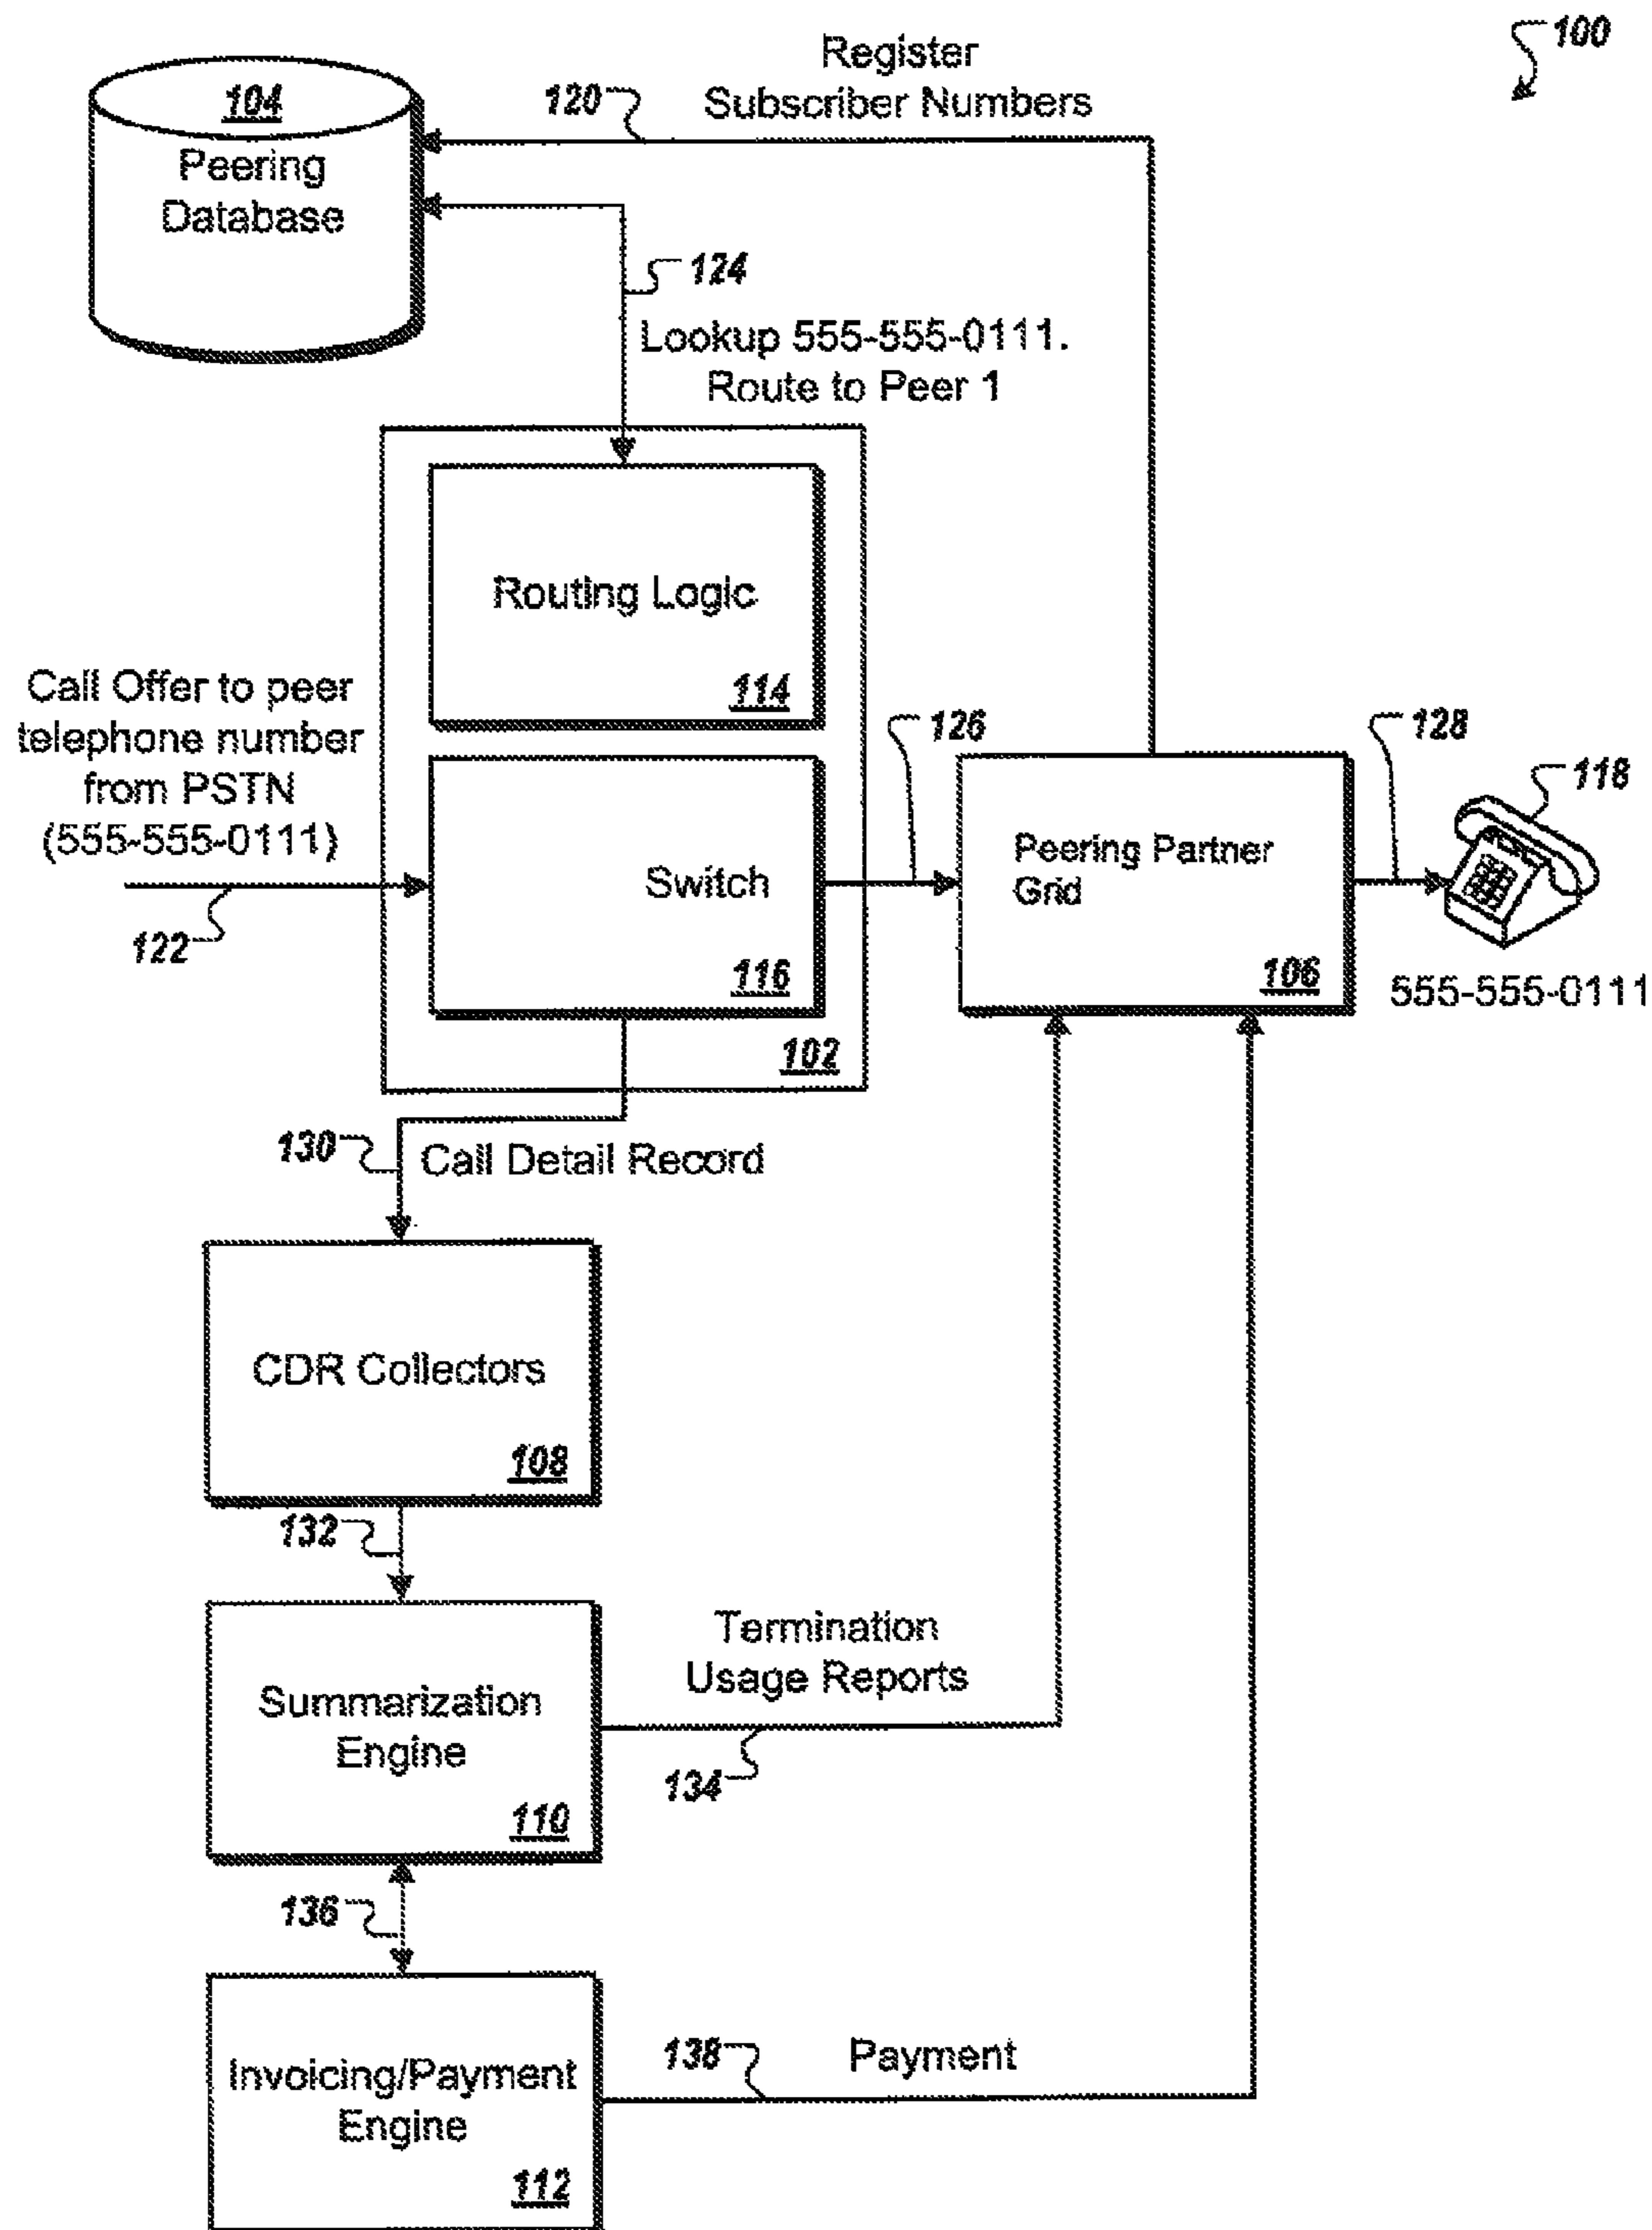 100
Register
Subscriber Numbers
120
104
Peering
Database
124
Lookup 555-555-0111.
Route to Peer 1
Routing Logic
114
Call Offer to peer
telephone number
from PSTN
(555-555-0111)
122
Switch
116
102
126
Peering Partner
Grid
106
128
118
555-555-0111
130
Call Detail Record
CDR Collectors
108
132
Summarization
Engine
110
Termination
Usage Reports
134
136
Invoicing/Payment
Engine
112
138
Payment